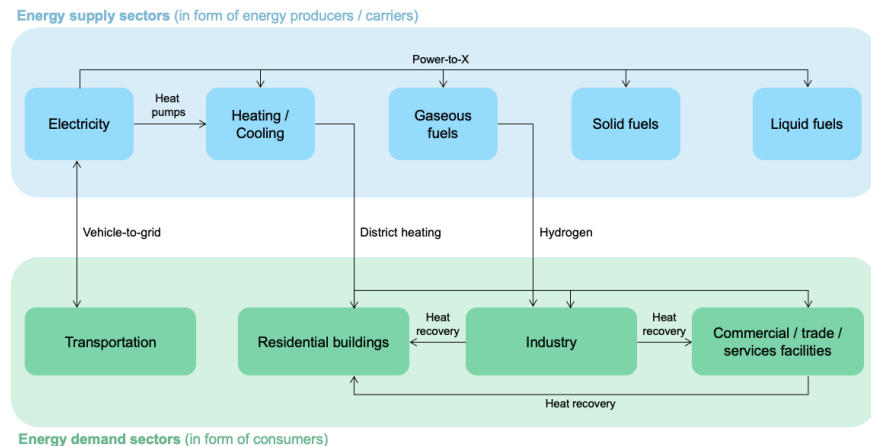 Energy supply sectors (in form of energy producers / carriers)
Power-to-X
Electricity
Heat
pumps
Heating /
Cooling
Gaseous
fuels
Solid fuels
Liquid fuels
Vehicle-to-grid
District heating
Hydrogen
Transportation
Residential buildings
Heat
recovery
Industry
Heat
recovery
Commercial / trade /
services facilities
Heat recovery
Energy demand sectors (in form of consumers)